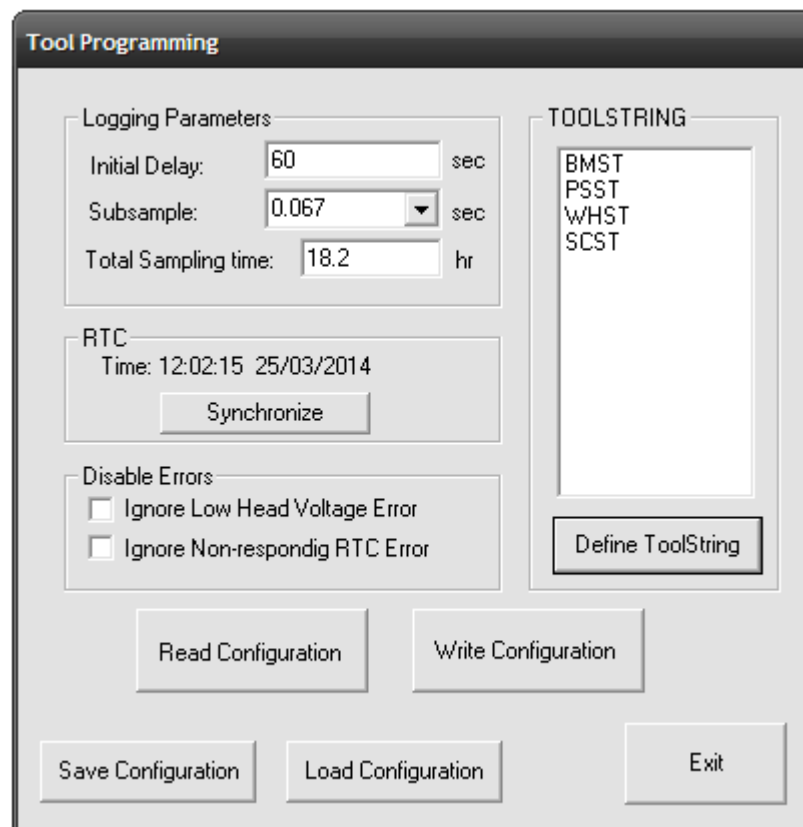 Tool Programming
Logging Parameters
Initial Delay: 60 sec
Subsample: 0.067 sec
Total Sampling time: 18.2 hr
RTC
Time: 12:02:15 25/03/2014
Synchronize
Disable Errors
Ignore Low Head Voltage Error
Ignore Non-respondig RTC Error
TOOLSTRING
BMST
PSST
WHST
SCST
Define ToolString
Read Configuration
Write Configuration
Save Configuration
Load Configuration
Exit